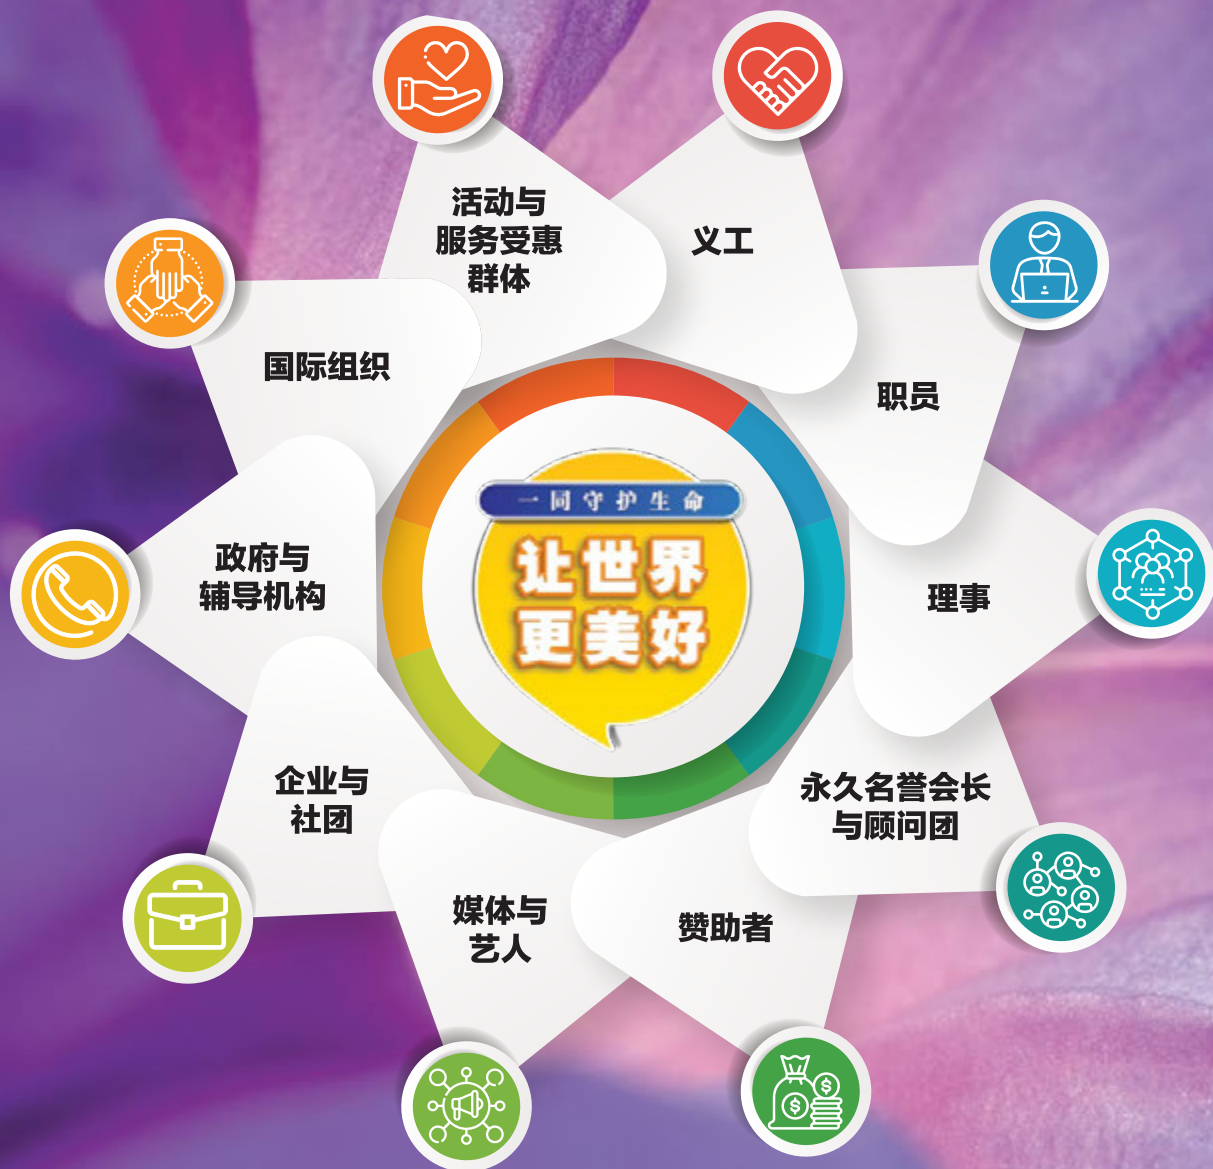 活动与
服务受惠
群体
义工
职员
理事
永久名誉会长
与顾问团
赞助者
媒体与
艺人
企业与
社团
政府与
辅导机构
国际组织
一同守护生命
让世界
更美好